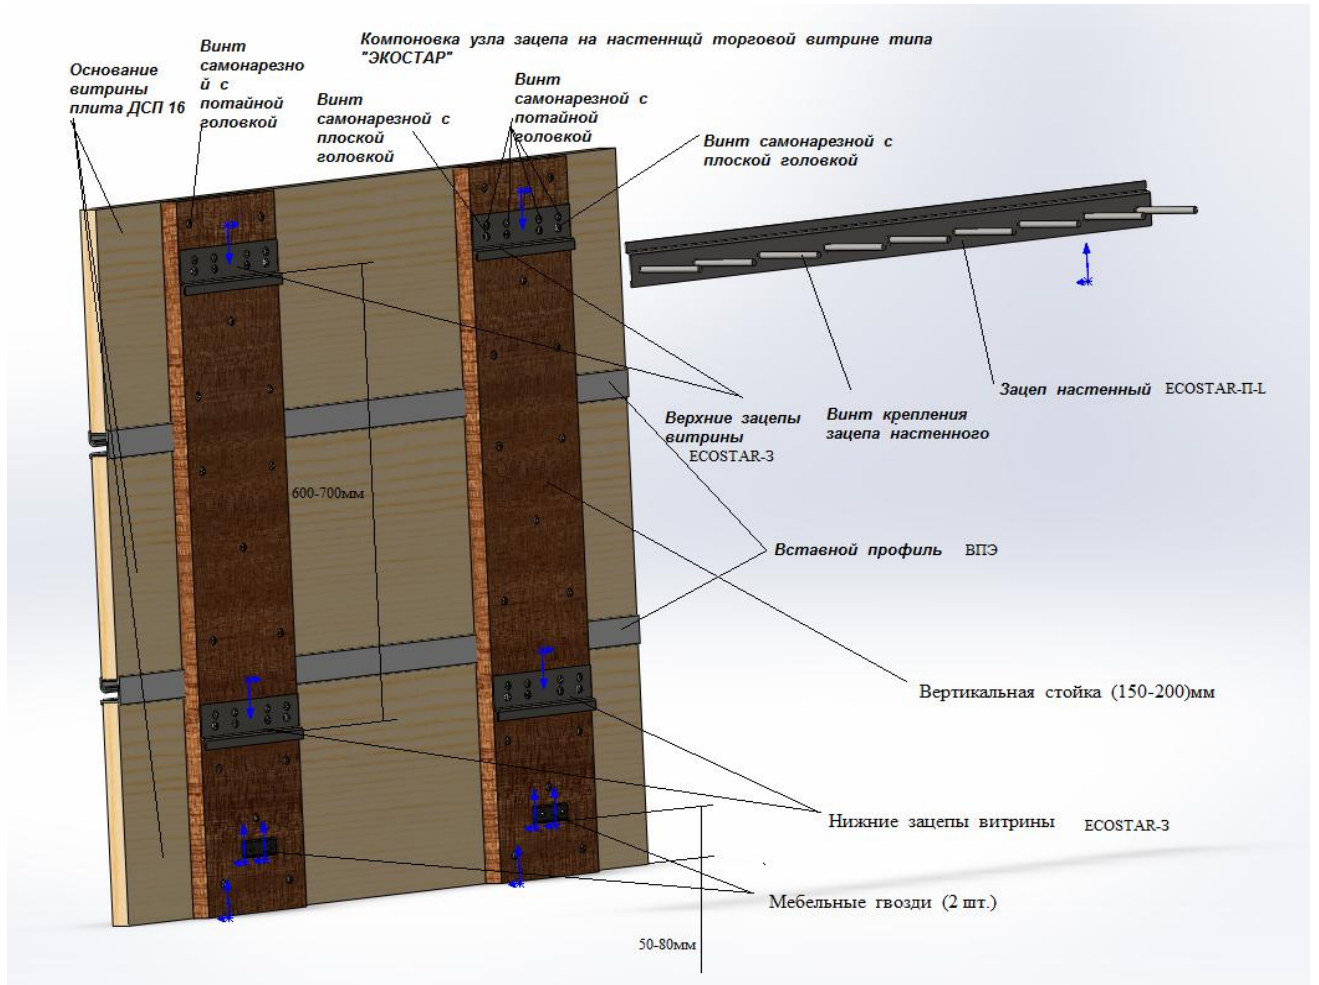 Компоновка узла зацепа на настеннщй торговой витрине типа
"ЭКОСТАР"
Основание
витрины
плита ДСП 16
Винт
самонарезно
й с
потайной
головкой
Винт
самонарезной с
плоской
головкой
Винт
самонарезной с
потайной
головкой
Винт самонарезной с
плоской головкой
Зацеп настенный ECOSTAR-П-L
Винт крепления
зацепа настенного
Верхние зацепы
витрины
ECOSTAR-З
600-700мм
Вставной профиль ВПЭ
Вертикальная стойка (150-200)мм
Нижние зацепы витрины ECOSTAR-З
Мебельные гвозди (2 шт.)
50-80мм